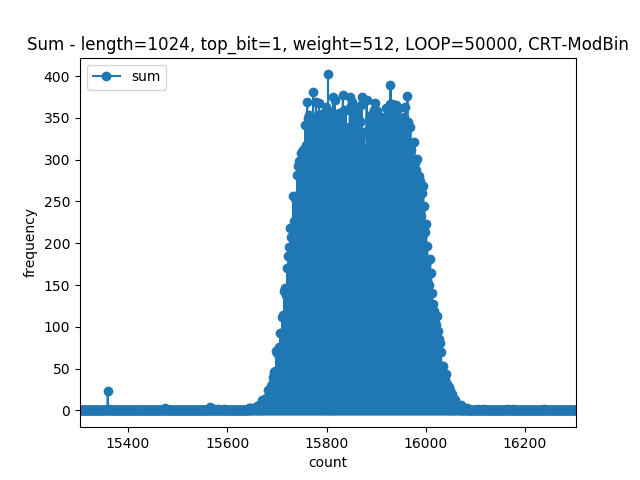 Sum - length=1024, top_bit=1, weight=512, LOOP=50000, CRT-ModBin
sum
400
350
300
250
200
150
100
50
0
frequency
15400 15600 15800 16000 16200
count